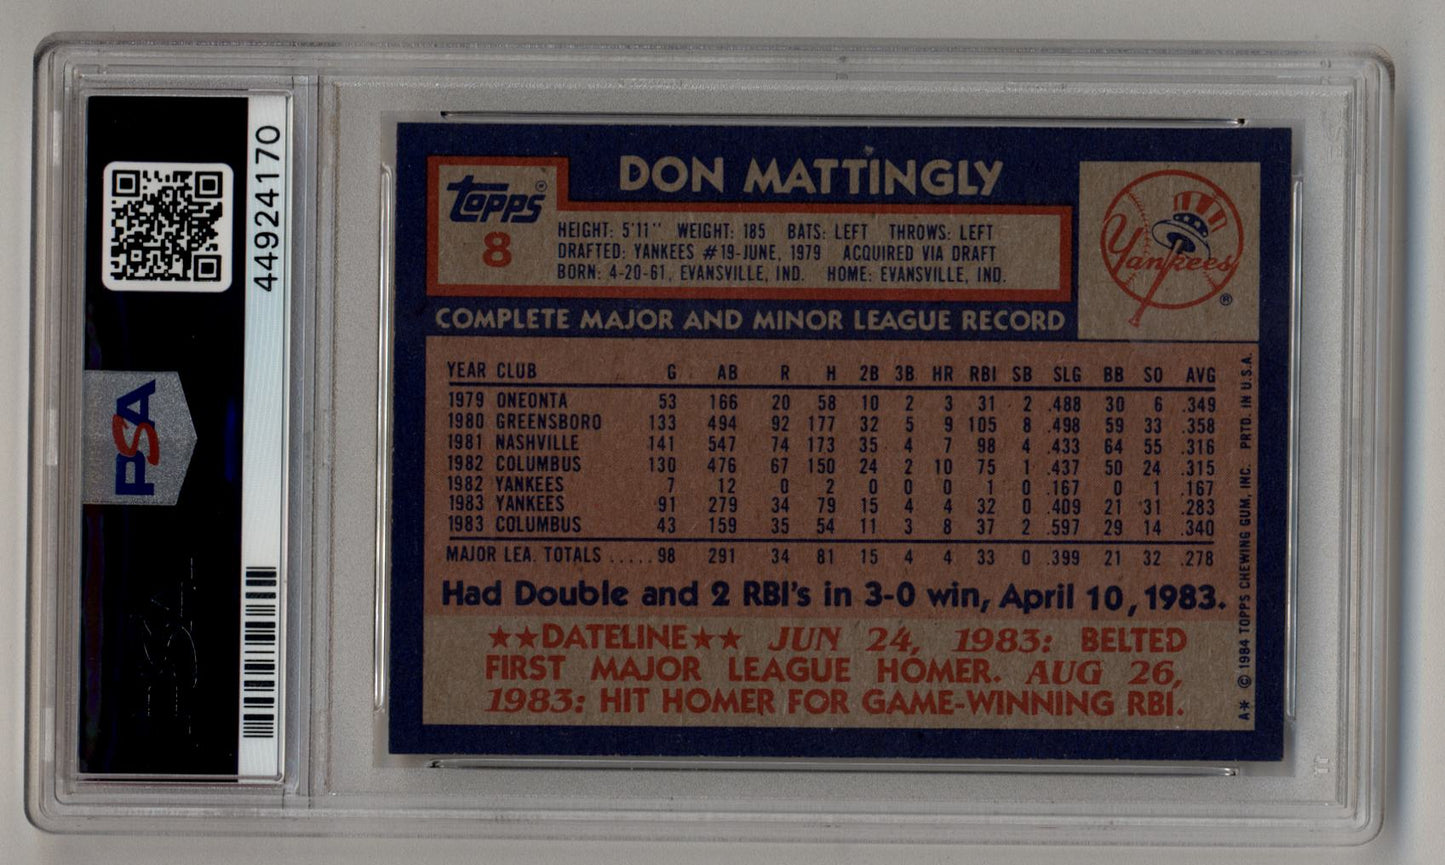 44924170
PSA
topps®
8
DON MATTINGLY
HEIGHT: 5'11" WEIGHT: 185 BATS: LEFT THROWS: LEFT
DRAFTED: YANKEES #19-JUNE, 1979 ACQUIRED VIA DRAFT
BORN: 4-20-61, EVANSVILLE, IND. HOME: EVANSVILLE, IND.
Yankees
®
COMPLETE MAJOR AND MINOR LEAGUE RECORD
YEAR CLUB G AB R H 2B 3B HR RBI SB SLG BB SO AVG
1979 ONEONTA 53 166 20 58 10 2 3 31 2 .488 30 6 .349
1980 GREENSBORO 133 494 92 177 32 5 9 105 8 .498 59 33 .358
1981 NASHVILLE 141 547 74 173 35 4 7 98 4 .433 64 55 .316
1982 COLUMBUS 130 476 67 150 24 2 10 75 1 .437 50 24 .315
1982 YANKEES 7 12 0 2 0 0 0 1 0 .167 0 1 .167
1983 YANKEES 91 279 34 79 15 4 4 32 0 .409 21 31 .283
1983 COLUMBUS 43 159 35 54 11 3 8 37 2 .597 29 14 .340
MAJOR LEA. TOTALS ..... 98 291 34 81 15 4 4 33 0 .399 21 32 .278
Had Double and 2 RBI's in 3-0 win, April 10, 1983.
★★DATELINE★★ JUN 24, 1983: BELTED
FIRST MAJOR LEAGUE HOMER. AUG 26,
1983: HIT HOMER FOR GAME-WINNING RBI.
A* © 1984 TOPPS CHEWING GUM, INC. PRTD. IN U.S.A.